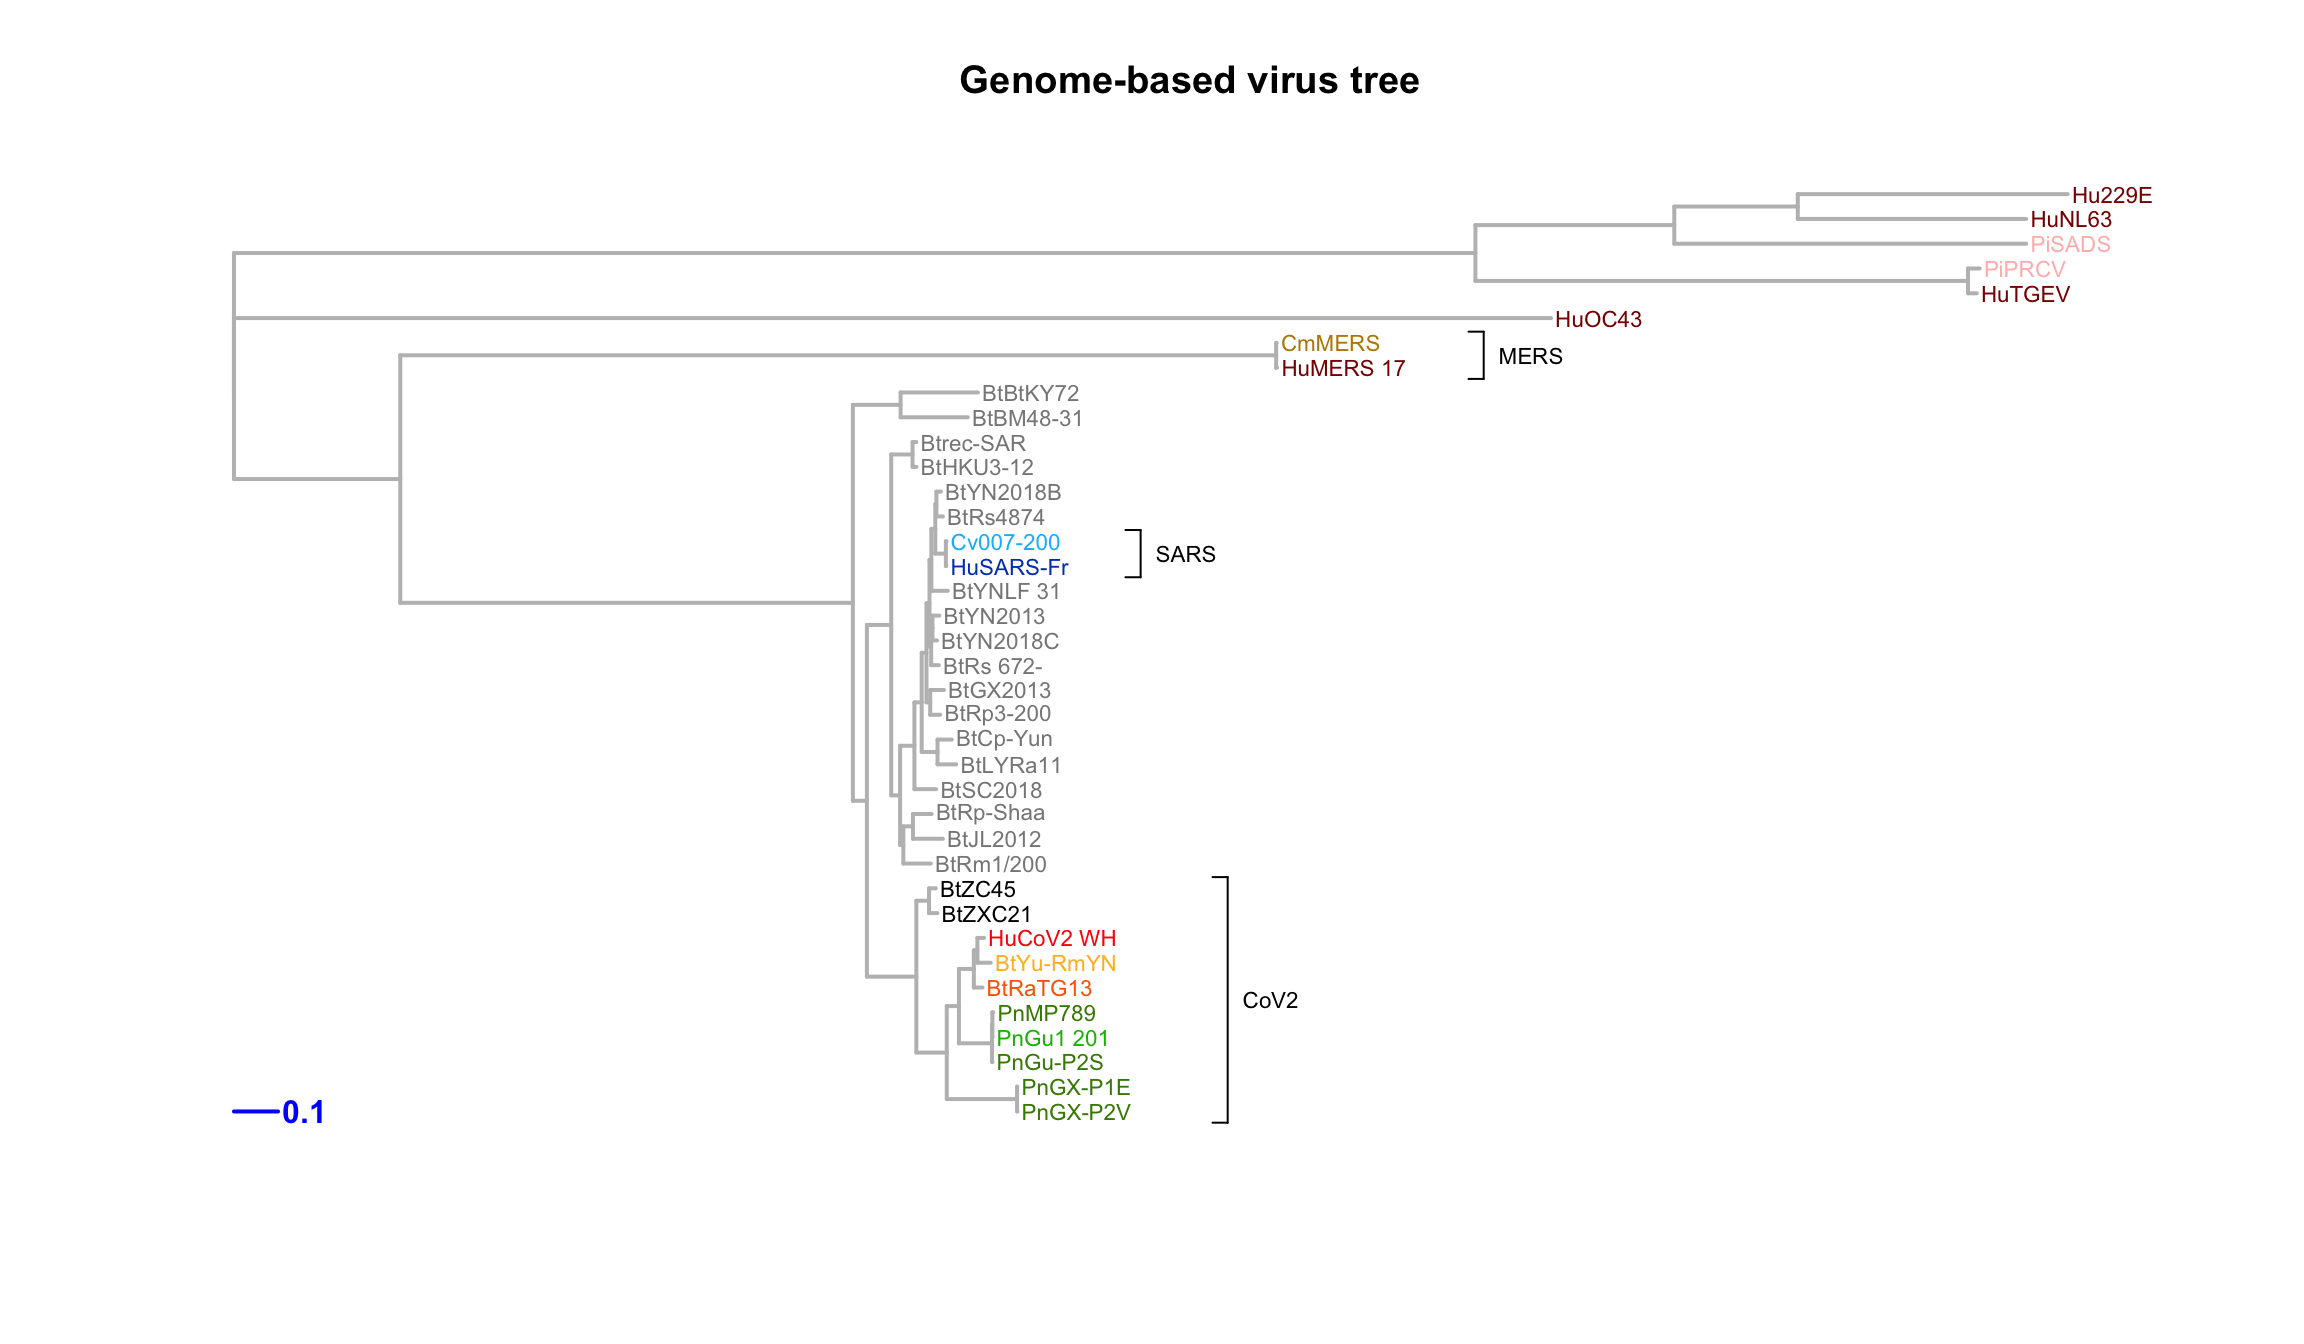 Genome-based virus tree
Hu229E
HuNL63
PiSADS
PiPRCV
HuTGEV
HuOC43
CmMERS
HuMERS 17
MERS
BtBtKY72
BtBM48-31
Btrec-SAR
BtHKU3-12
BtYN2018B
BtRs4874
Cv007-200
HuSARS-Fr
SARS
BtYNLF 31
BtYN2013
BtYN2018C
BtRs 672-
BtGX2013
BtRp3-200
BtCp-Yun
BtLYRa11
BtSC2018
BtRp-Shaa
BtJL2012
BtRm1/200
BtZC45
BtZXC21
HuCoV2 WH
BtYu-RmYN
BtRaTG13
CoV2
PnMP789
PnGu1 201
PnGu-P2S
PnGX-P1E
PnGX-P2V
0.1